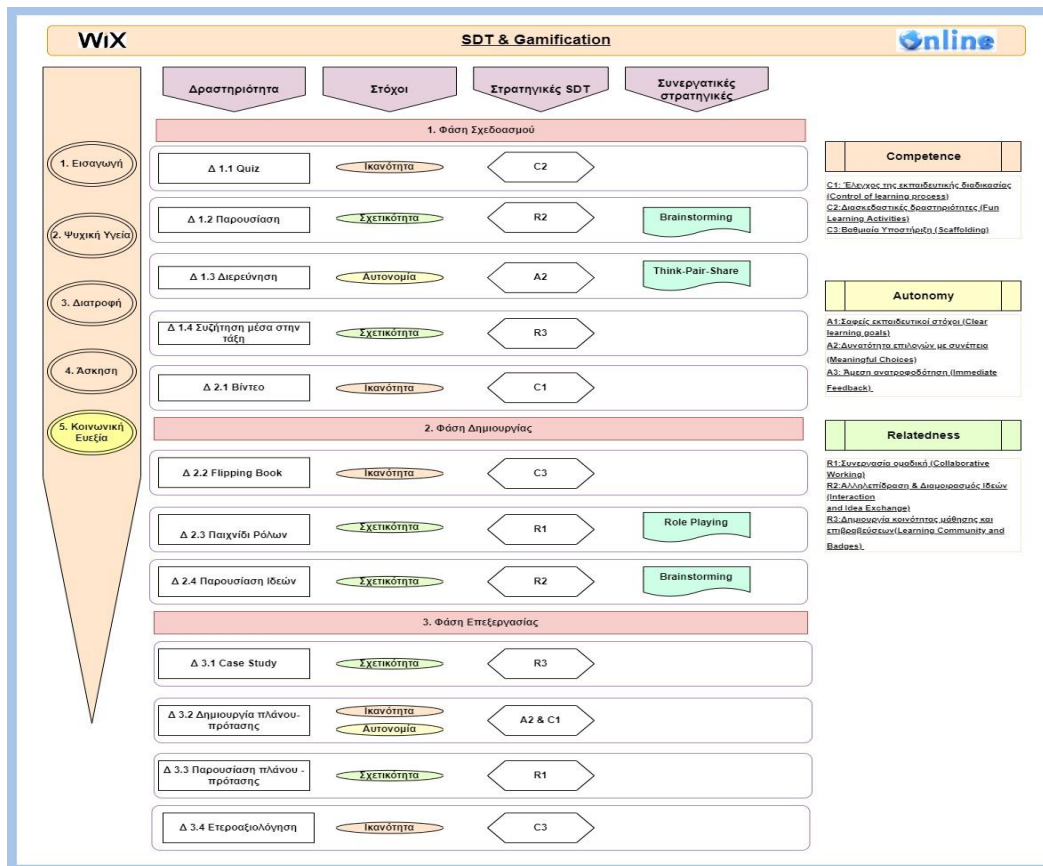 WiX
SDT & Gamification
Online
Δραστηριότητα
Στόχοι
Στρατηγικές SDT
Συνεργατικές
στρατηγικές
1. Εισαγωγή
2. Ψυχική Υγεία
3. Διατροφή
4. Άσκηση
5. Κοινωνική
Ευεξία
1. Φάση Σχεδοασμού
Δ 1.1 Quiz
Ικανότητα
C2
Δ 1.2 Παρουσίαση
Σχετικότητα
R2
Brainstorming
Δ 1.3 Διερεύνηση
Αυτονομία
A2
Think-Pair-Share
Δ 1.4 Συζήτηση μέσα στην
τάξη
Σχετικότητα
R3
Δ 2.1 Βίντεο
Ικανότητα
C1
2. Φάση Δημιουργίας
Δ 2.2 Flipping Book
Ικανότητα
C3
Δ 2.3 Παιχνίδι Ρόλων
Σχετικότητα
R1
Role Playing
Δ 2.4 Παρουσίαση Ιδεών
Σχετικότητα
R2
Brainstorming
3. Φάση Επεξεργασίας
Δ 3.1 Case Study
Σχετικότητα
R3
Δ 3.2 Δημιουργία πλάνου-
πρότασης
Ικανότητα
Αυτονομία
A2 & C1
Δ 3.3 Παρουσίαση πλάνου -
πρότασης
Σχετικότητα
R1
Δ 3.4 Ετεροαξιολόγηση
Ικανότητα
C3
Competence
C1: Έλεγχος της εκπαιδευτικής διαδικασίας
(Control of learning process)
C2:Διασκεδαστικές δραστηριότητες (Fun
Learning Activities)
C3:Βαθμιαία Υποστήριξη (Scaffolding)
Autonomy
A1:Σαφείς εκπαιδευτικοί στόχοι (Clear
learning goals)
A2:Δυνατότητα επιλογών με συνέπεια
(Meaningful Choices)
A3: Άμεση ανατροφοδότηση (Immediate
Feedback)
Relatedness
R1:Συνεργασία ομαδική (Collaborative
Working)
R2:Αλληλεπίδραση & Διαμοιρασμός Ιδεών
(Interaction
and Idea Exchange)
R3:Δημιουργία κοινότητας μάθησης και
επιβραβεύσεων(Learning Community and
Badges)